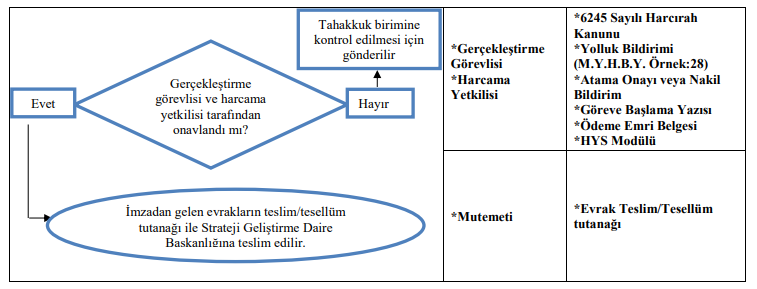 Tahakkuk birimine
kontrol edilmesi için
gönderilir
Gerçekleştirme
görevlisi ve harcama
yetkilisi tarafından
onavlandı mı?
Evet
Hayır
*Gerçekleştirme
Görevlisi
*Harcama
Yetkilisi
*6245 Sayılı Harcırah
Kanunu
*Yolluk Bildirimi
(M.Y.H.B.Y. Örnek:28)
*Atama Onayı veya Nakil
Bildirim
*Göreve Başlama Yazısı
*Ödeme Emri Belgesi
*HYS Modülü
İmzadan gelen evrakların teslim/tesellüm
tutanağı ile Strateji Geliştirme Daire
Baskanlığına teslim edilir.
*Mutemeti
*Evrak Teslim/Tesellüm
tutanağı